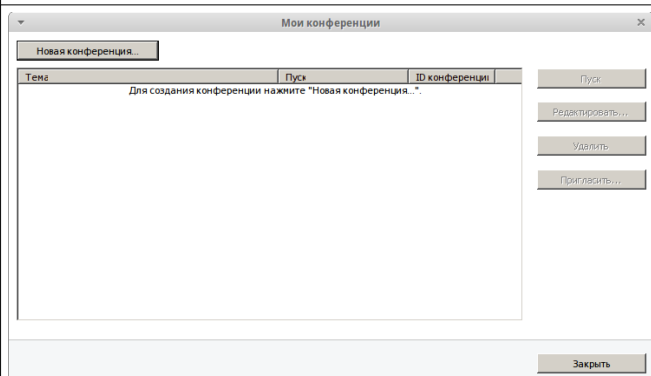 Мои конференции
Новая конференция...
Тема Пуск ID конференции
Для создания конференции нажмите "Новая конференция...".
Пуск
Редактировать...
Удалить
Пригласить...
Закрыть